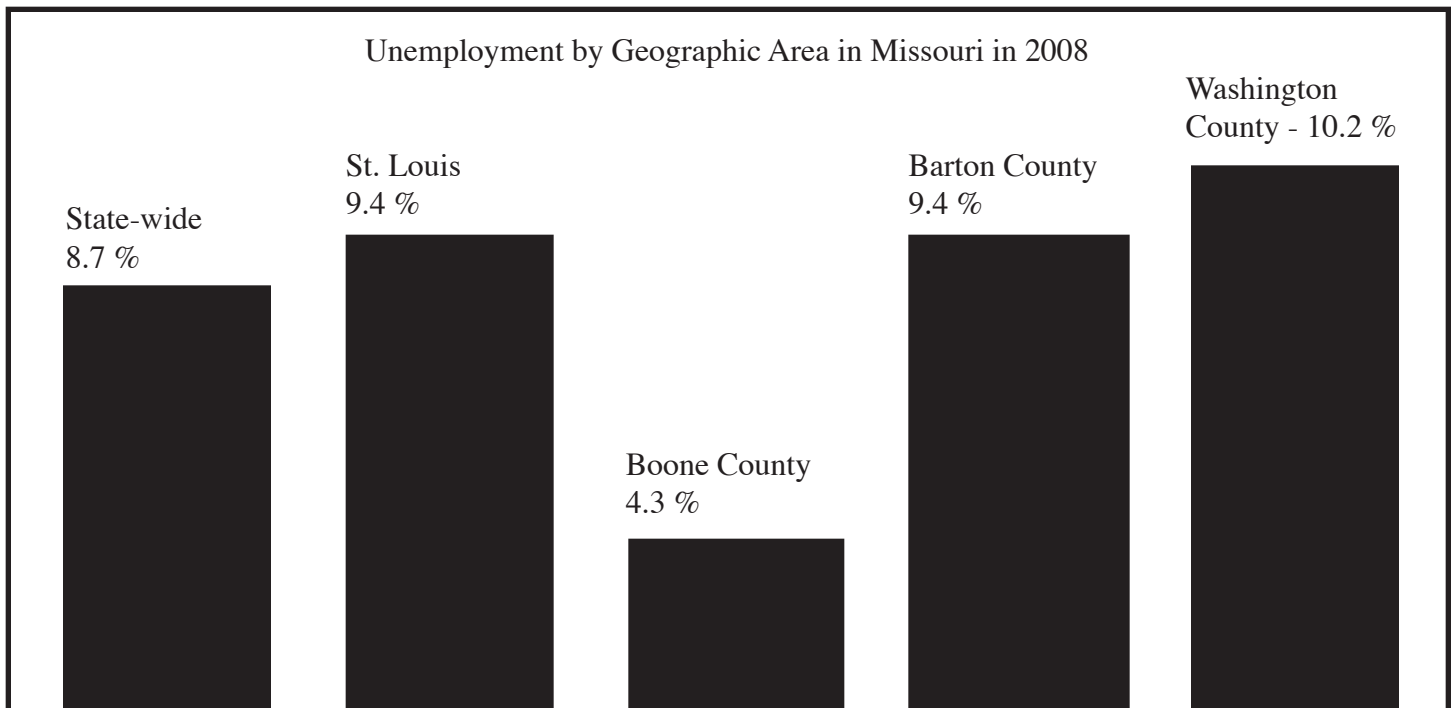 Unemployment by Geographic Area in Missouri in 2008
State-wide
8.7 %
St. Louis
9.4 %
Boone County
4.3 %
Barton County
9.4 %
Washington
County - 10.2 %